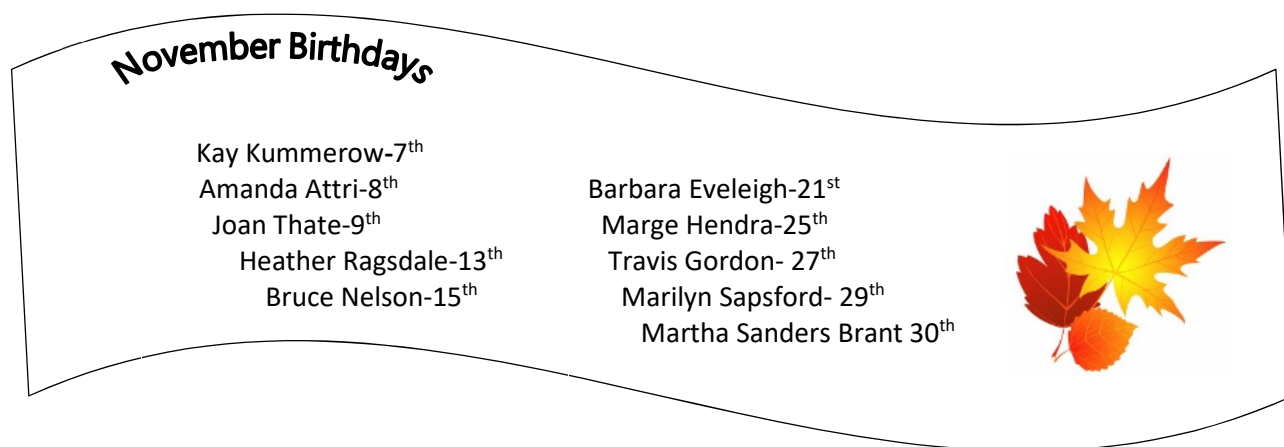 November Birthdays
Kay Kummerow-7th
Amanda Attri-8th
Joan Thate-9th
Heather Ragsdale-13th
Bruce Nelson-15th
Barbara Eveleigh-21st
Marge Hendra-25th
Travis Gordon- 27th
Marilyn Sapsford- 29th
Martha Sanders Brant 30th